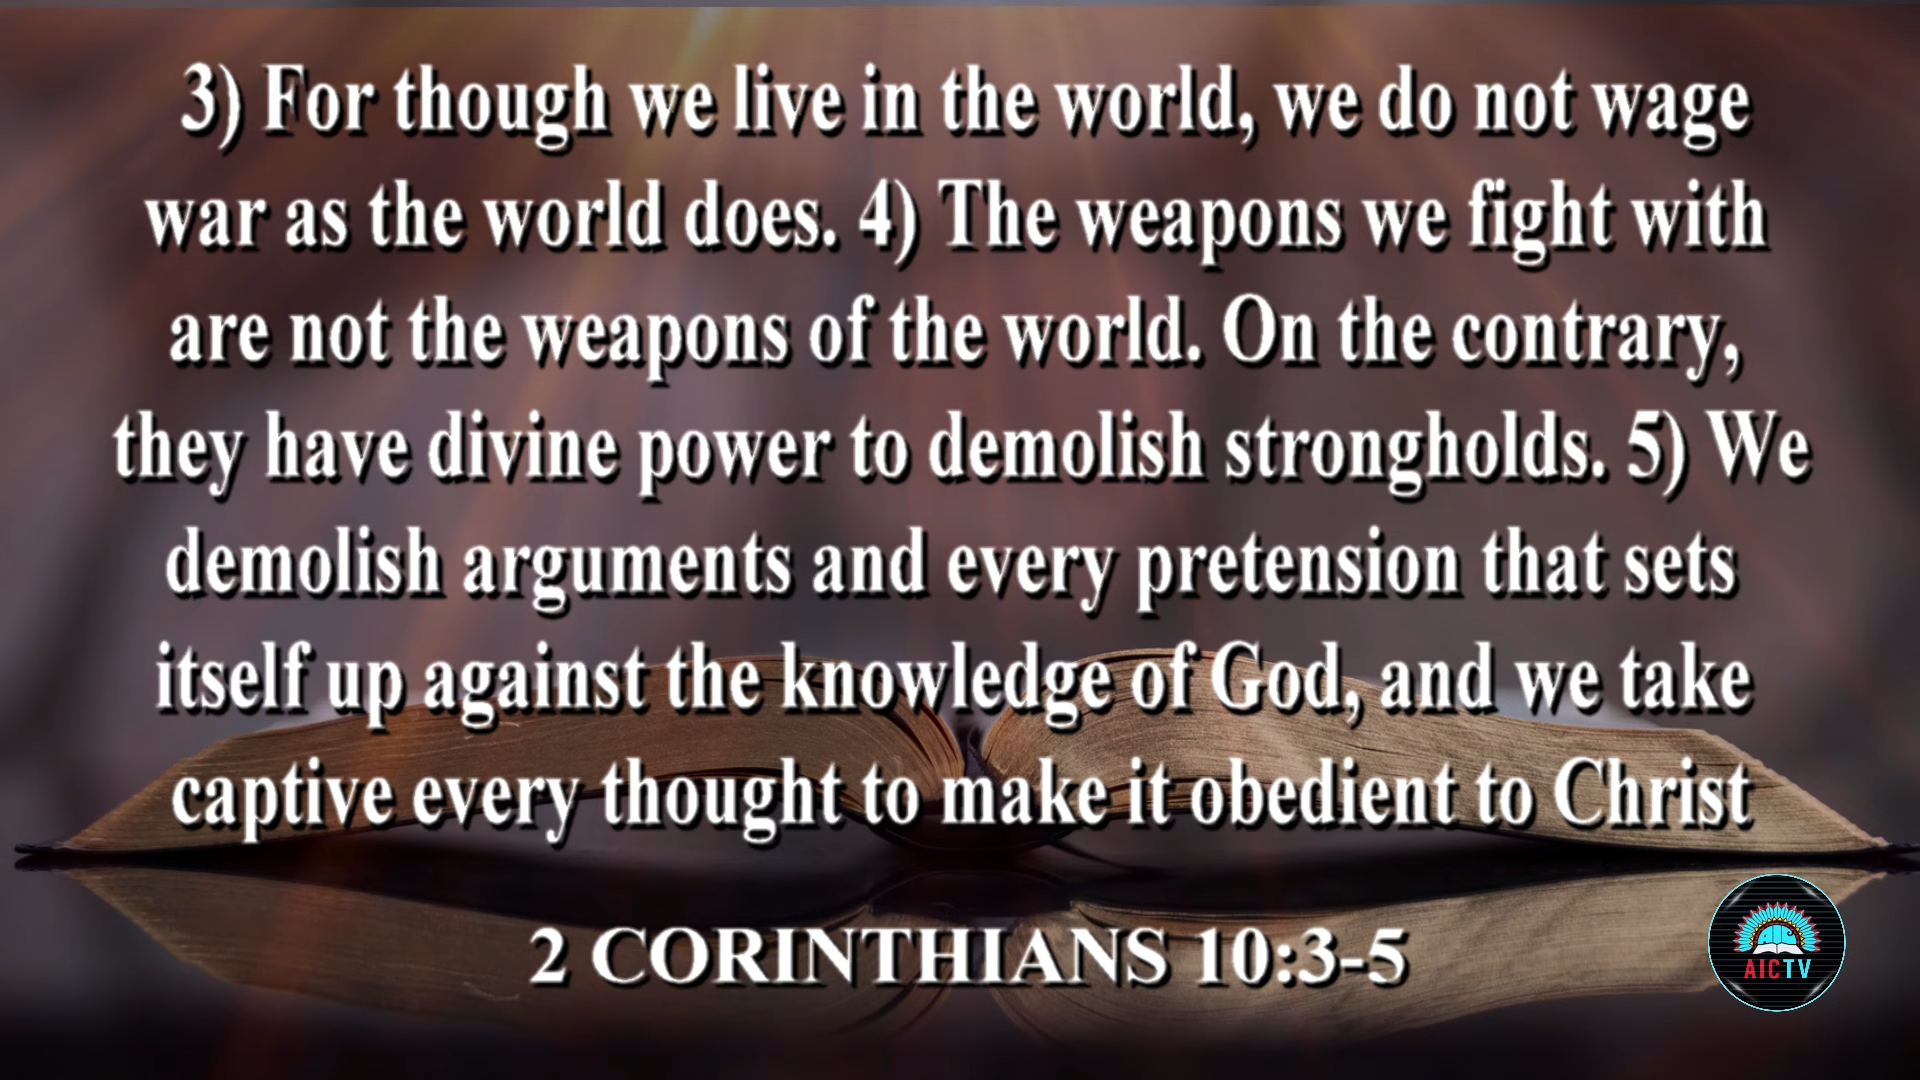 3) For though we live in the world, we do not wage
war as the world does. 4) The weapons we fight with
are not the weapons of the world. On the contrary,
they have divine power to demolish strongholds. 5) We
demolish arguments and every pretension that sets
itself up against the knowledge of God, and we take
captive every thought to make it obedient to Christ
2 CORINTHIANS 10:3-5
AICTV